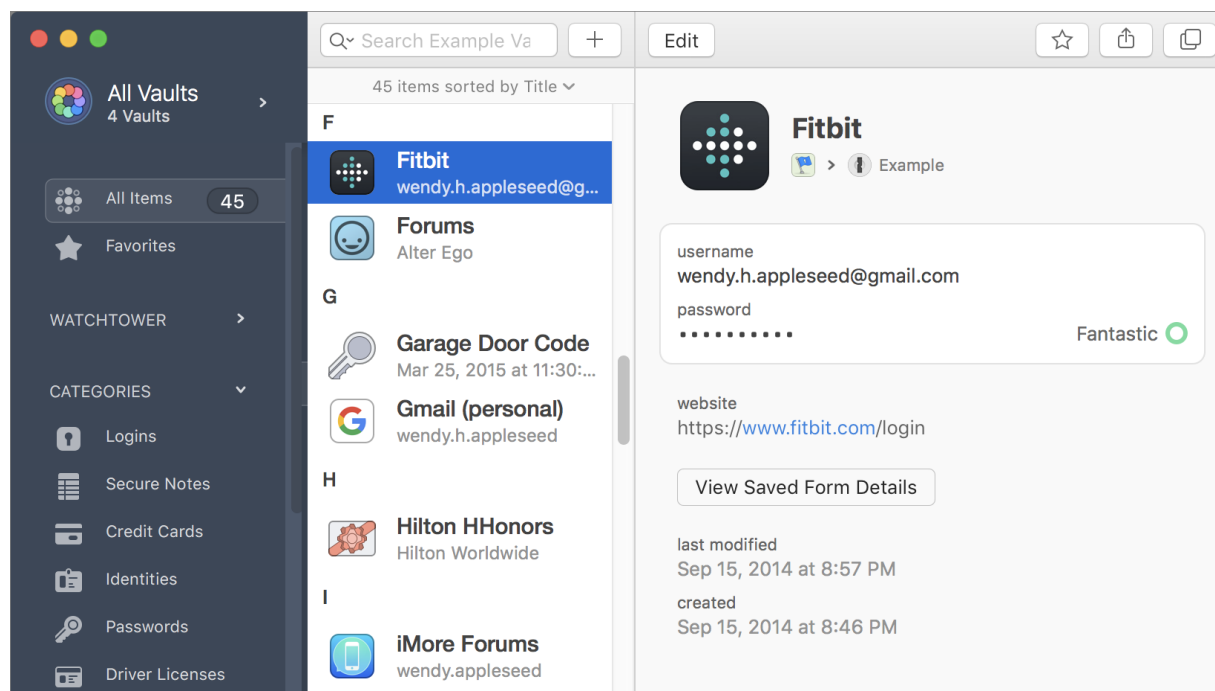 All Vaults
4 Vaults
All Items 45
Favorites
WATCHTOWER
CATEGORIES
Logins
Secure Notes
Credit Cards
Identities
Passwords
Driver Licenses
Search Example Va
45 items sorted by Title
F
Fitbit
wendy.h.appleseed@g...
Forums
Alter Ego
G
Garage Door Code
Mar 25, 2015 at 11:30:...
Gmail (personal)
wendy.h.appleseed
H
Hilton HHonors
Hilton Worldwide
I
iMore Forums
wendy.appleseed
Edit
Fitbit
Example
username
wendy.h.appleseed@gmail.com
password
••••••••••
Fantastic
website
https://www.fitbit.com/login
View Saved Form Details
last modified
Sep 15, 2014 at 8:57 PM
created
Sep 15, 2014 at 8:46 PM